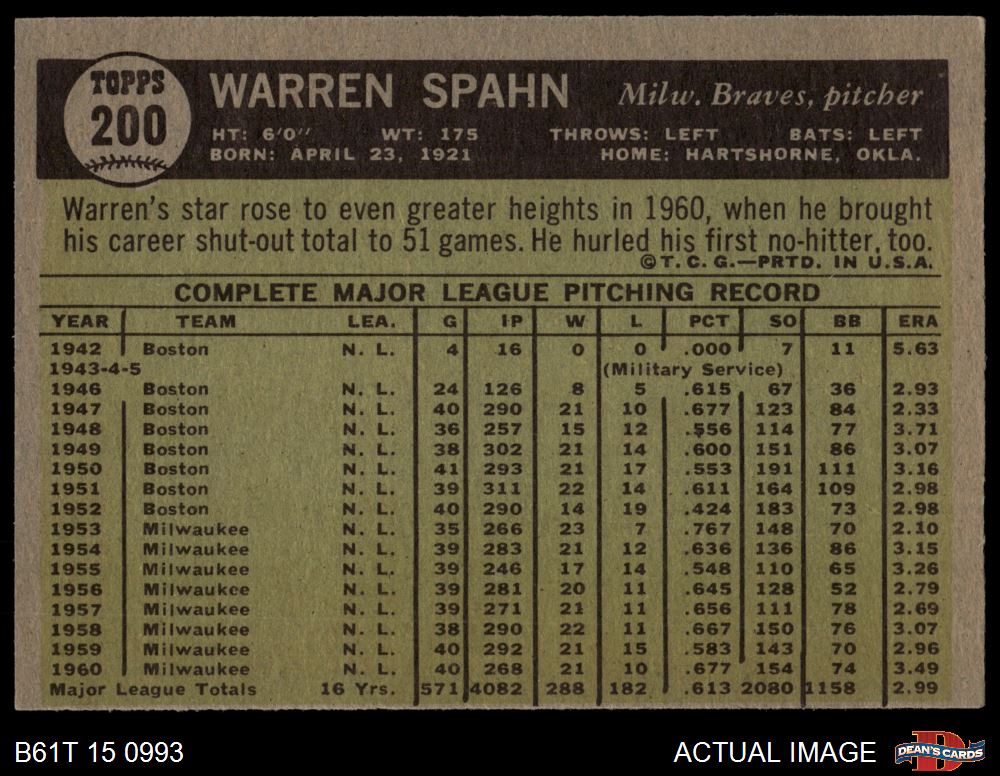 TOPPS
200
WARREN SPAHN Milw. Braves, pitcher
HT: 6'0" WT: 175 THROWS: LEFT BATS: LEFT
BORN: APRIL 23, 1921 HOME: HARTSHORNE, OKLA.
Warren's star rose to even greater heights in 1960, when he brought
his career shut-out total to 51 games. He hurled his first no-hitter, too.
©T. C. G.—PRTD. IN U.S.A.
COMPLETE MAJOR LEAGUE PITCHING RECORD
YEAR TEAM LEA. G IP W L PCT SO BB ERA
1942 Boston N. L. 4 16 0 0 .000 7 11 5.63
1943-4-5 (Military Service)
1946 Boston N. L. 24 126 8 5 .615 67 36 2.93
1947 Boston N. L. 40 290 21 10 .677 123 84 2.33
1948 Boston N. L. 36 257 15 12 .556 114 77 3.71
1949 Boston N. L. 38 302 21 14 .600 151 86 3.07
1950 Boston N. L. 41 293 21 17 .553 191 111 3.16
1951 Boston N. L. 39 311 22 14 .611 164 109 2.98
1952 Boston N. L. 40 290 14 19 .424 183 73 2.98
1953 Milwaukee N. L. 35 266 23 7 .767 148 70 2.10
1954 Milwaukee N. L. 39 283 21 12 .636 136 86 3.15
1955 Milwaukee N. L. 39 246 17 14 .548 110 65 3.26
1956 Milwaukee N. L. 39 281 20 11 .645 128 52 2.79
1957 Milwaukee N. L. 39 271 21 11 .656 111 78 2.69
1958 Milwaukee N. L. 38 290 22 11 .667 150 76 3.07
1959 Milwaukee N. L. 40 292 21 15 .583 143 70 2.96
1960 Milwaukee N. L. 40 268 21 10 .677 154 74 3.49
Major League Totals 16 Yrs. 571 4082 288 182 .613 2080 1158 2.99
B61T 15 0993 ACTUAL IMAGE DEAN'S CARDS